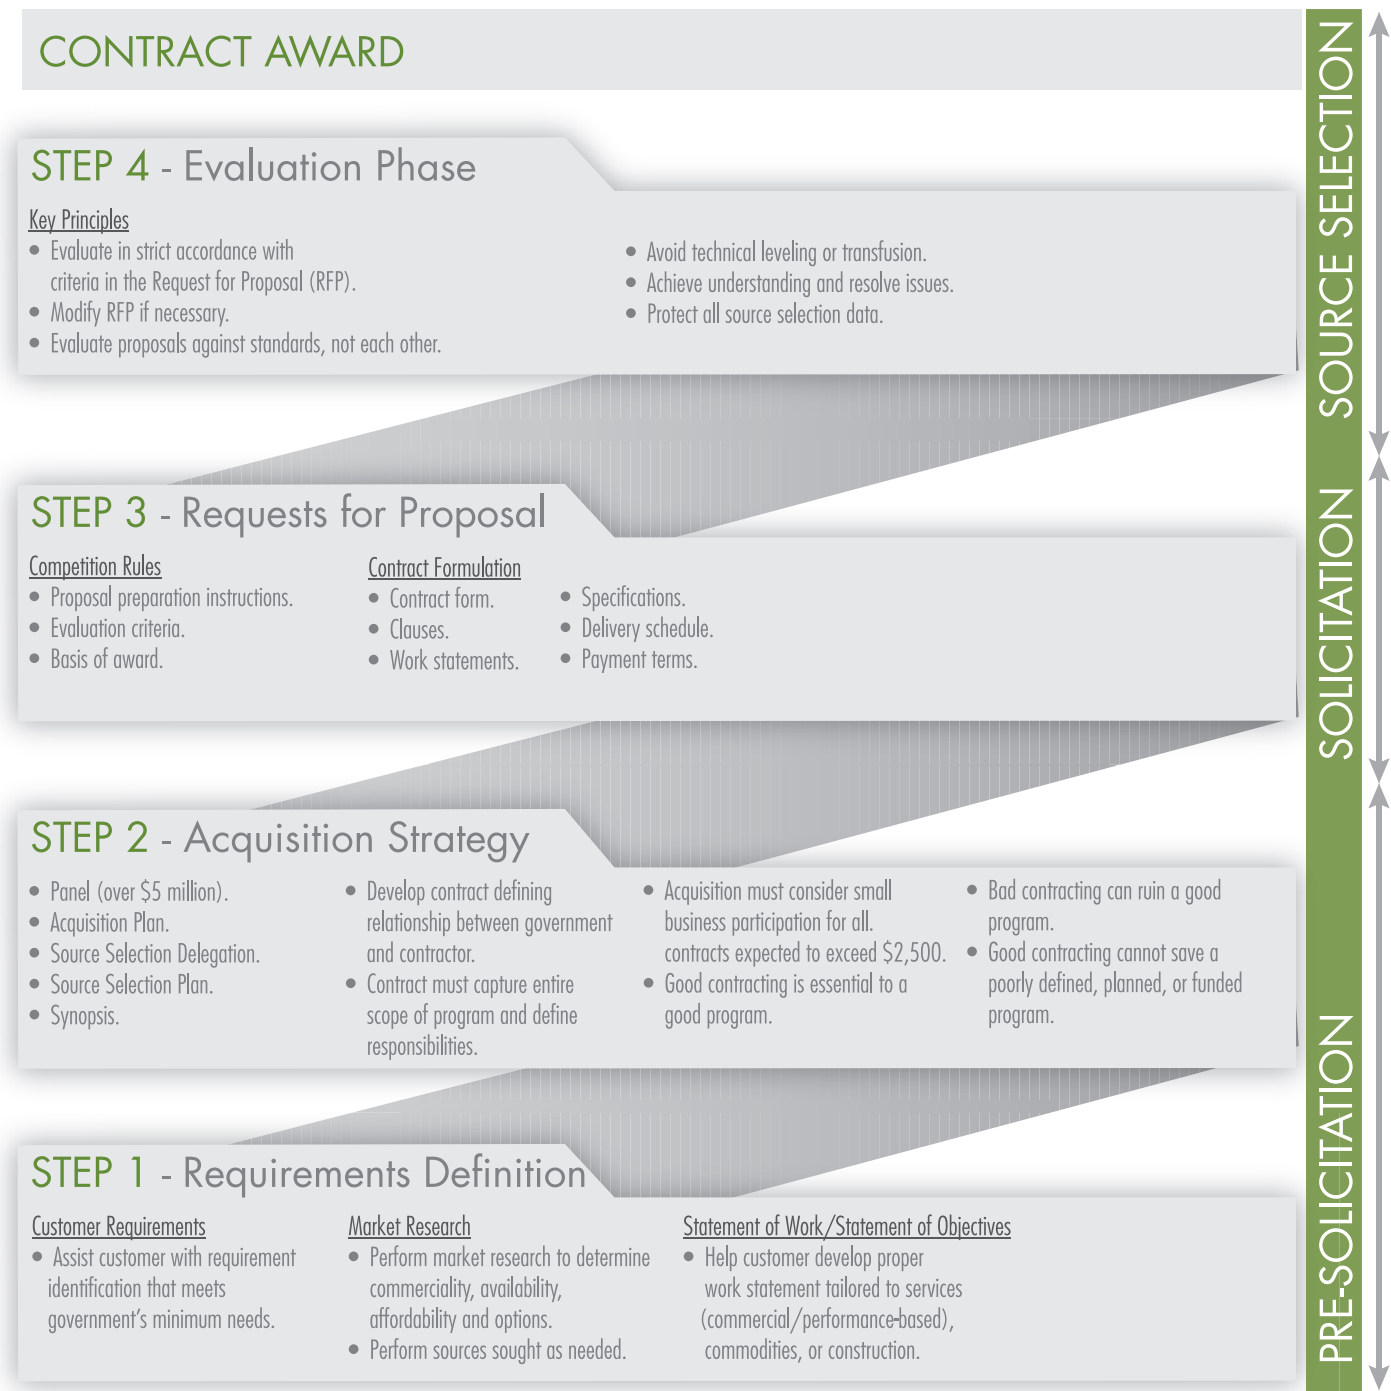 CONTRACT AWARD
STEP 4 - Evaluation Phase
Key Principles
• Evaluate in strict accordance with
criteria in the Request for Proposal (RFP).
• Modify RFP if necessary.
• Evaluate proposals against standards, not each other.
• Avoid technical leveling or transfusion.
• Achieve understanding and resolve issues.
• Protect all source selection data.
STEP 3 - Requests for Proposal
Competition Rules
• Proposal preparation instructions.
• Evaluation criteria.
• Basis of award.
Contract Formulation
• Contract form.
• Clauses.
• Work statements.
• Specifications.
• Delivery schedule.
• Payment terms.
STEP 2 - Acquisition Strategy
• Panel (over $5 million).
• Acquisition Plan.
• Source Selection Delegation.
• Source Selection Plan.
• Synopsis.
• Develop contract defining
relationship between government
and contractor.
• Contract must capture entire
scope of program and define
responsibilities.
• Acquisition must consider small
business participation for all.
contracts expected to exceed $2,500.
• Good contracting is essential to a
good program.
• Bad contracting can ruin a good
program.
• Good contracting cannot save a
poorly defined, planned, or funded
program.
STEP 1 - Requirements Definition
Customer Requirements
• Assist customer with requirement
identification that meets
government's minimum needs.
Market Research
• Perform market research to determine
commerciality, availability,
affordability and options.
• Perform sources sought as needed.
Statement of Work/Statement of Objectives
• Help customer develop proper
work statement tailored to services
(commercial/performance-based),
commodities, or construction.
SOURCE SELECTION
SOLICITATION
PRE-SOLICITATION